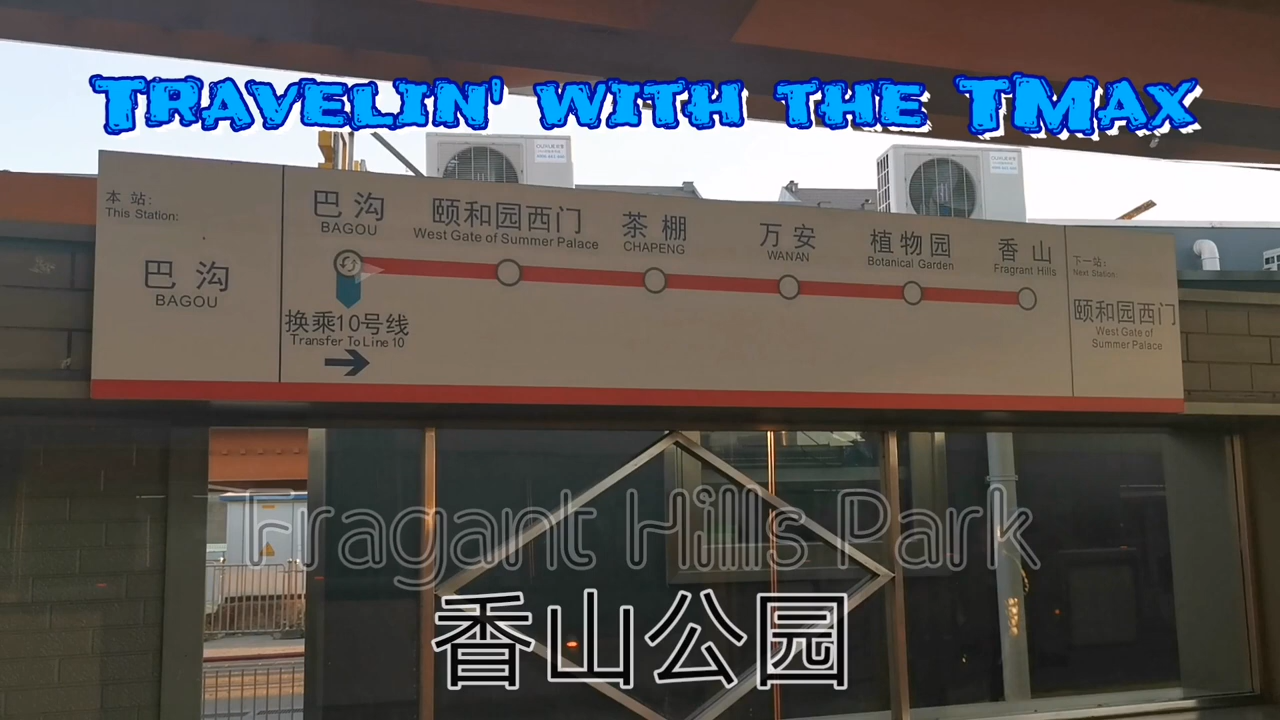 Travelin' with the TMax
本 站:
This Station:
巴 沟
BAGOU
巴 沟
BAGOU
换乘10号线
Transfer To Line 10
颐和园西门
West Gate of Summer Palace
茶 棚
CHAPENG
万 安
WAN'AN
植 物 园
Botanical Garden
香 山
Fragrant Hills
下一站:
Next Station:
颐和园西门
West Gate of
Summer Palace
Fragant Hills Park
香山公园